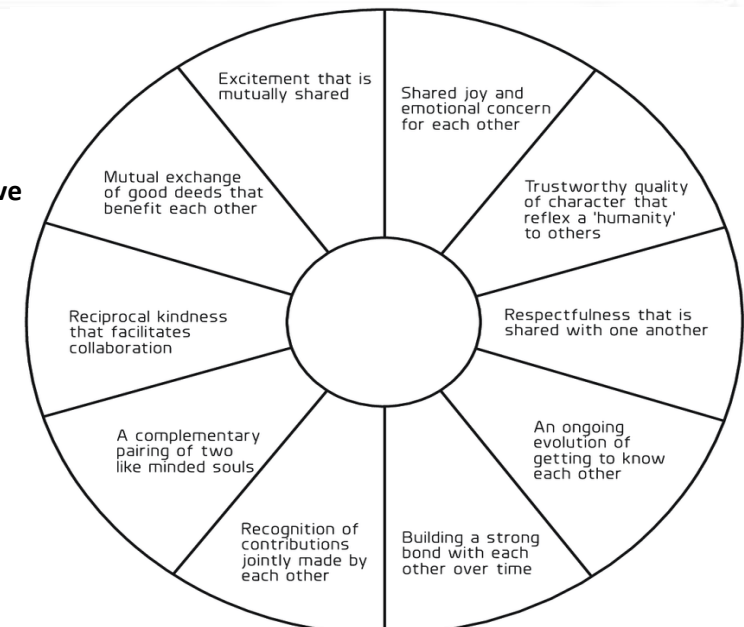 Excitement that is
mutually shared
Shared joy and
emotional concern
for each other
Trustworthy quality
of character that
reflex a 'humanity'
to others
Respectfulness that is
shared with one another
An ongoing
evolution of
getting to know
each other
Building a strong
bond with each
other over time
Recognition of
contributions
jointly made by
each other
A complementary
pairing of two
like minded souls
Reciprocal kindness
that facilitates
collaboration
Mutual exchange
of good deeds that
benefit each other
ve